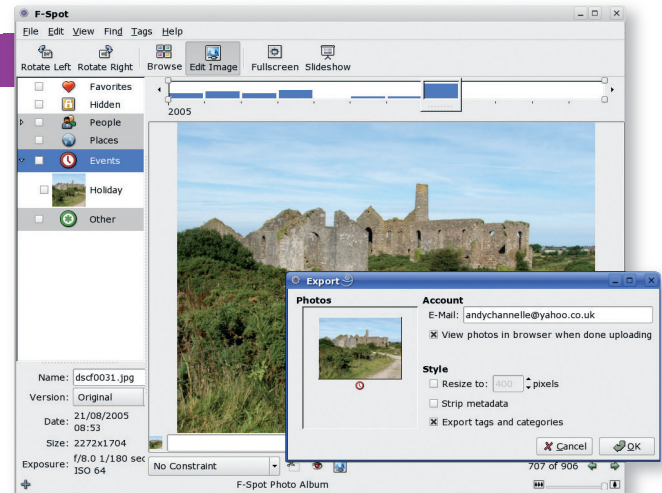 F-Spot
File Edit View Find Tags Help
Rotate Left Rotate Right Browse Edit Image Fullscreen Slideshow
Favorites
Hidden
People
Places
Events
Holiday
Other
2005
Name: dscf0031.jpg
Version: Original
Date: 21/08/2005
08:53
Size: 2272x1704
Exposure: f/8.0 1/180 sec
ISO 64
No Constraint
707 of 906
F-Spot Photo Album
Export
Photos
Account
E-Mail: andychannelle@yahoo.co.uk
View photos in browser when done uploading
Style
Resize to: 400 pixels
Strip metadata
Export tags and categories
Cancel OK